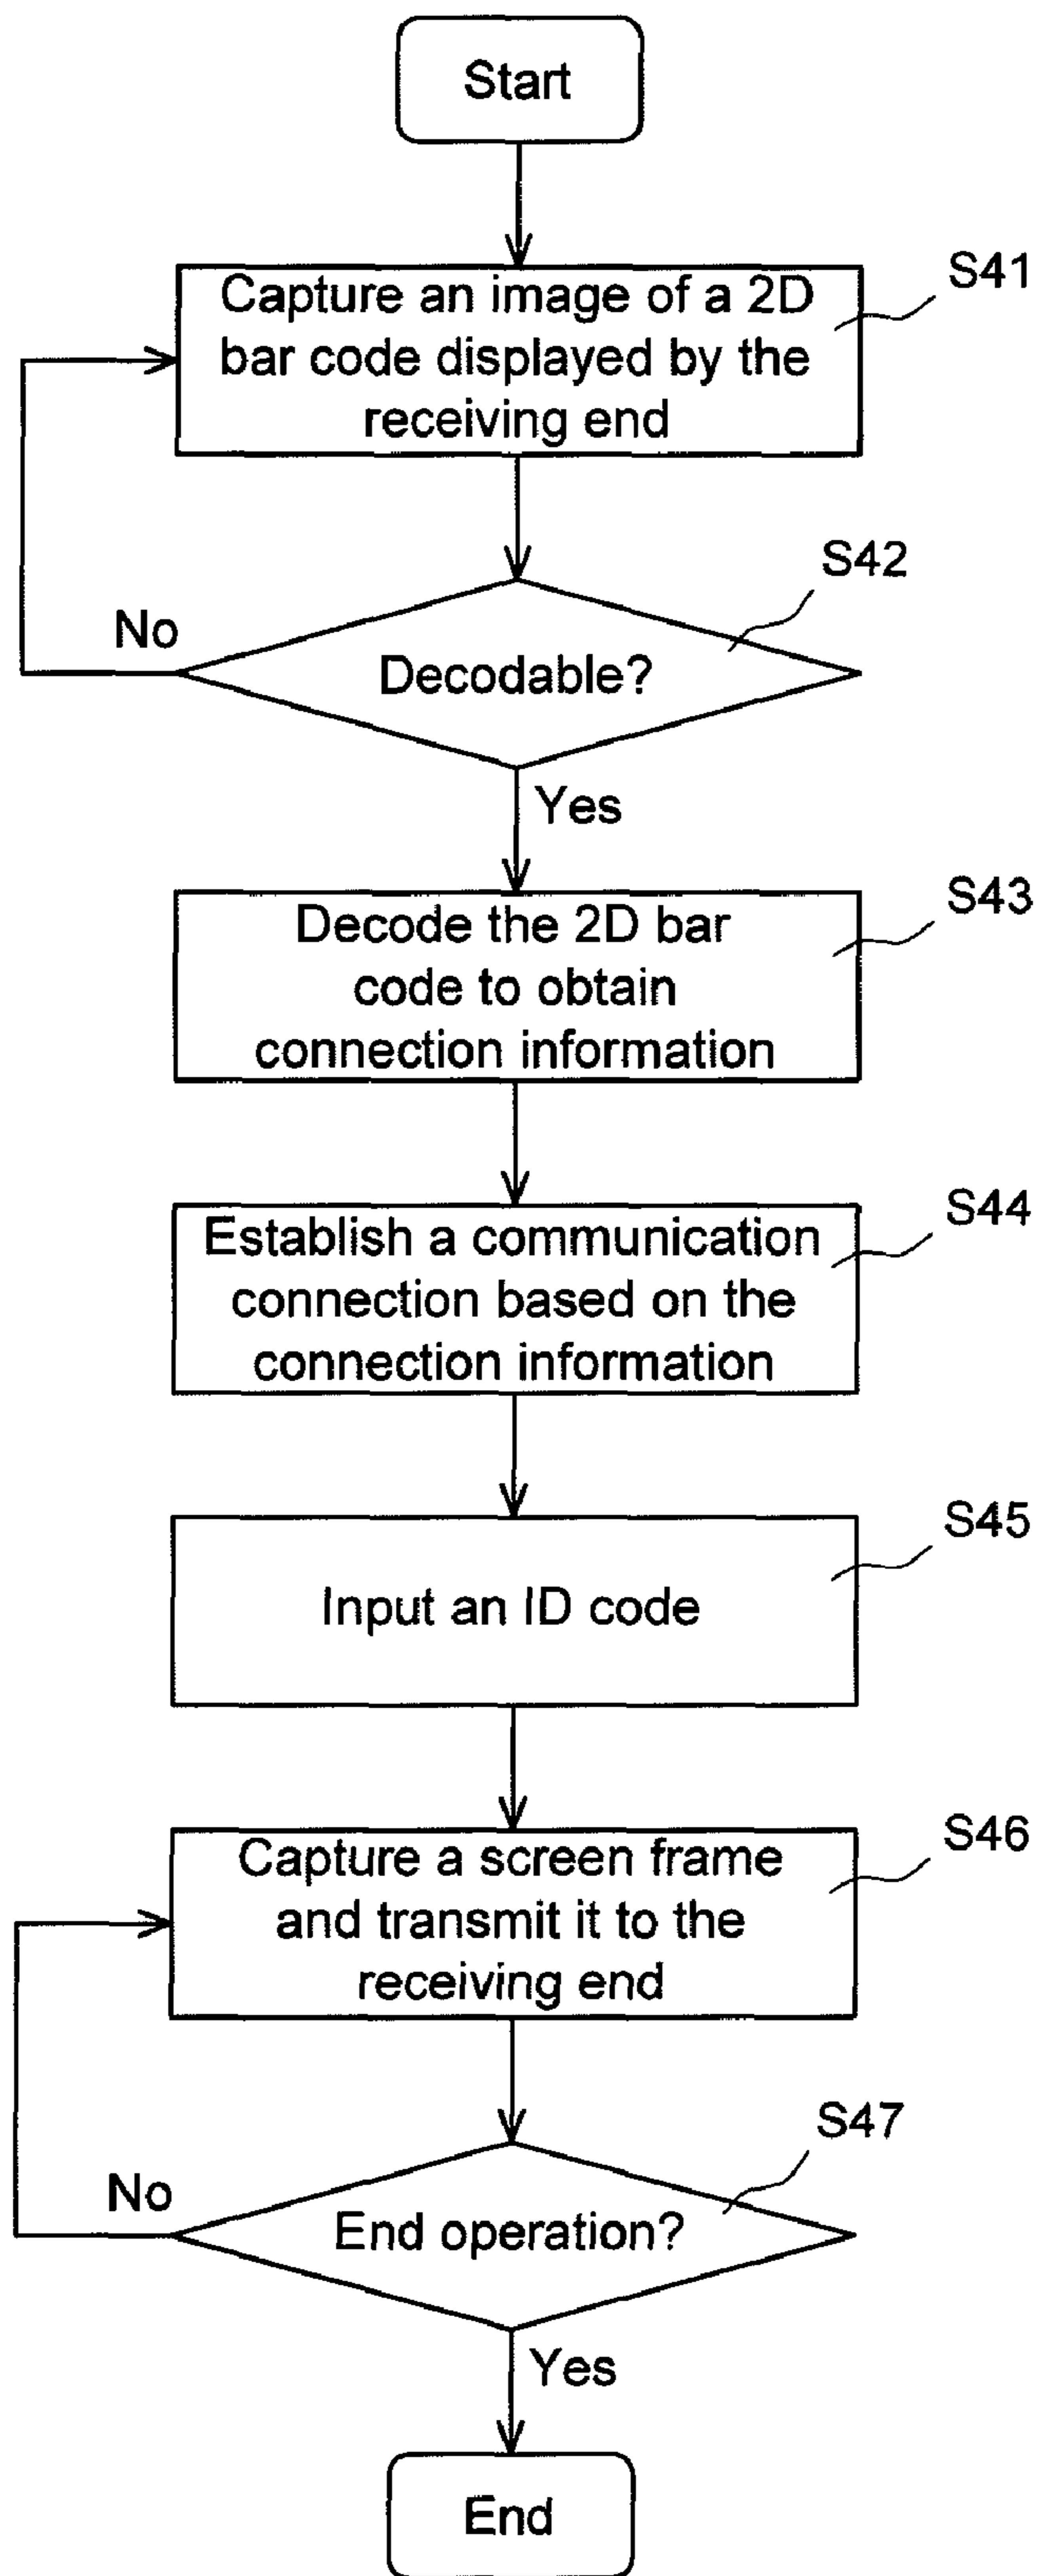 Start
S41
Capture an image of a 2D
bar code displayed by the
receiving end
S42
No
Decodable?
Yes
S43
Decode the 2D bar
code to obtain
connection information
S44
Establish a communication
connection based on the
connection information
S45
Input an ID code
S46
Capture a screen frame
and transmit it to the
receiving end
S47
No
End operation?
Yes
End